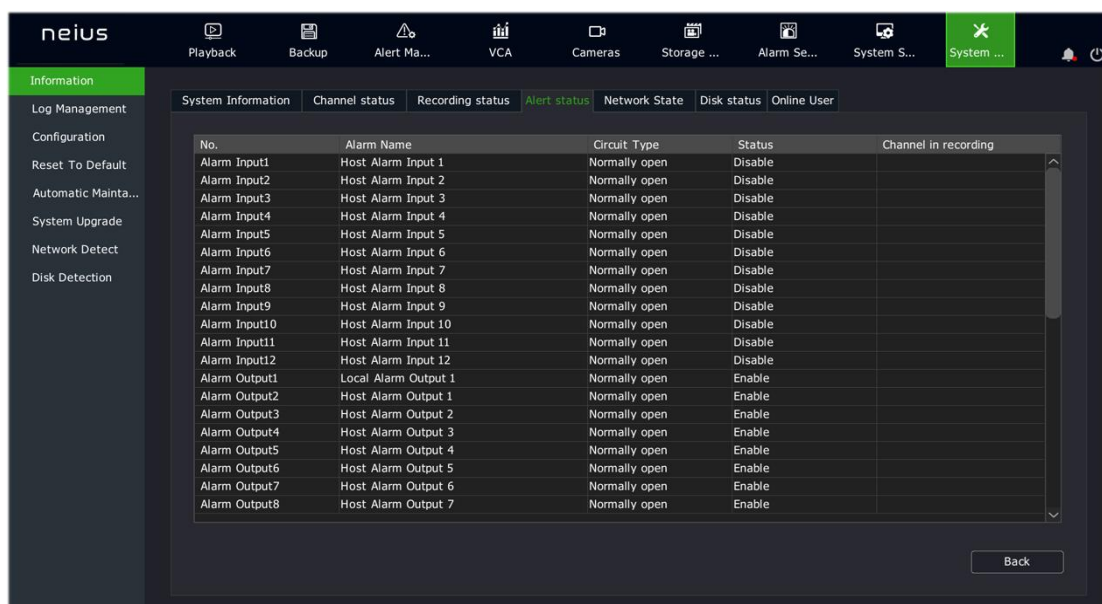 neius
Playback Backup Alert Ma... VCA Cameras Storage ... Alarm Se... System S... System ...
Information
Log Management
Configuration
Reset To Default
Automatic Mainta...
System Upgrade
Network Detect
Disk Detection
System Information Channel status Recording status Alert status Network State Disk status Online User
No. Alarm Name Circuit Type Status Channel in recording
Alarm Input1 Host Alarm Input 1 Normally open Disable
Alarm Input2 Host Alarm Input 2 Normally open Disable
Alarm Input3 Host Alarm Input 3 Normally open Disable
Alarm Input4 Host Alarm Input 4 Normally open Disable
Alarm Input5 Host Alarm Input 5 Normally open Disable
Alarm Input6 Host Alarm Input 6 Normally open Disable
Alarm Input7 Host Alarm Input 7 Normally open Disable
Alarm Input8 Host Alarm Input 8 Normally open Disable
Alarm Input9 Host Alarm Input 9 Normally open Disable
Alarm Input10 Host Alarm Input 10 Normally open Disable
Alarm Input11 Host Alarm Input 11 Normally open Disable
Alarm Input12 Host Alarm Input 12 Normally open Disable
Alarm Output1 Local Alarm Output 1 Normally open Enable
Alarm Output2 Host Alarm Output 1 Normally open Enable
Alarm Output3 Host Alarm Output 2 Normally open Enable
Alarm Output4 Host Alarm Output 3 Normally open Enable
Alarm Output5 Host Alarm Output 4 Normally open Enable
Alarm Output6 Host Alarm Output 5 Normally open Enable
Alarm Output7 Host Alarm Output 6 Normally open Enable
Alarm Output8 Host Alarm Output 7 Normally open Enable
Back